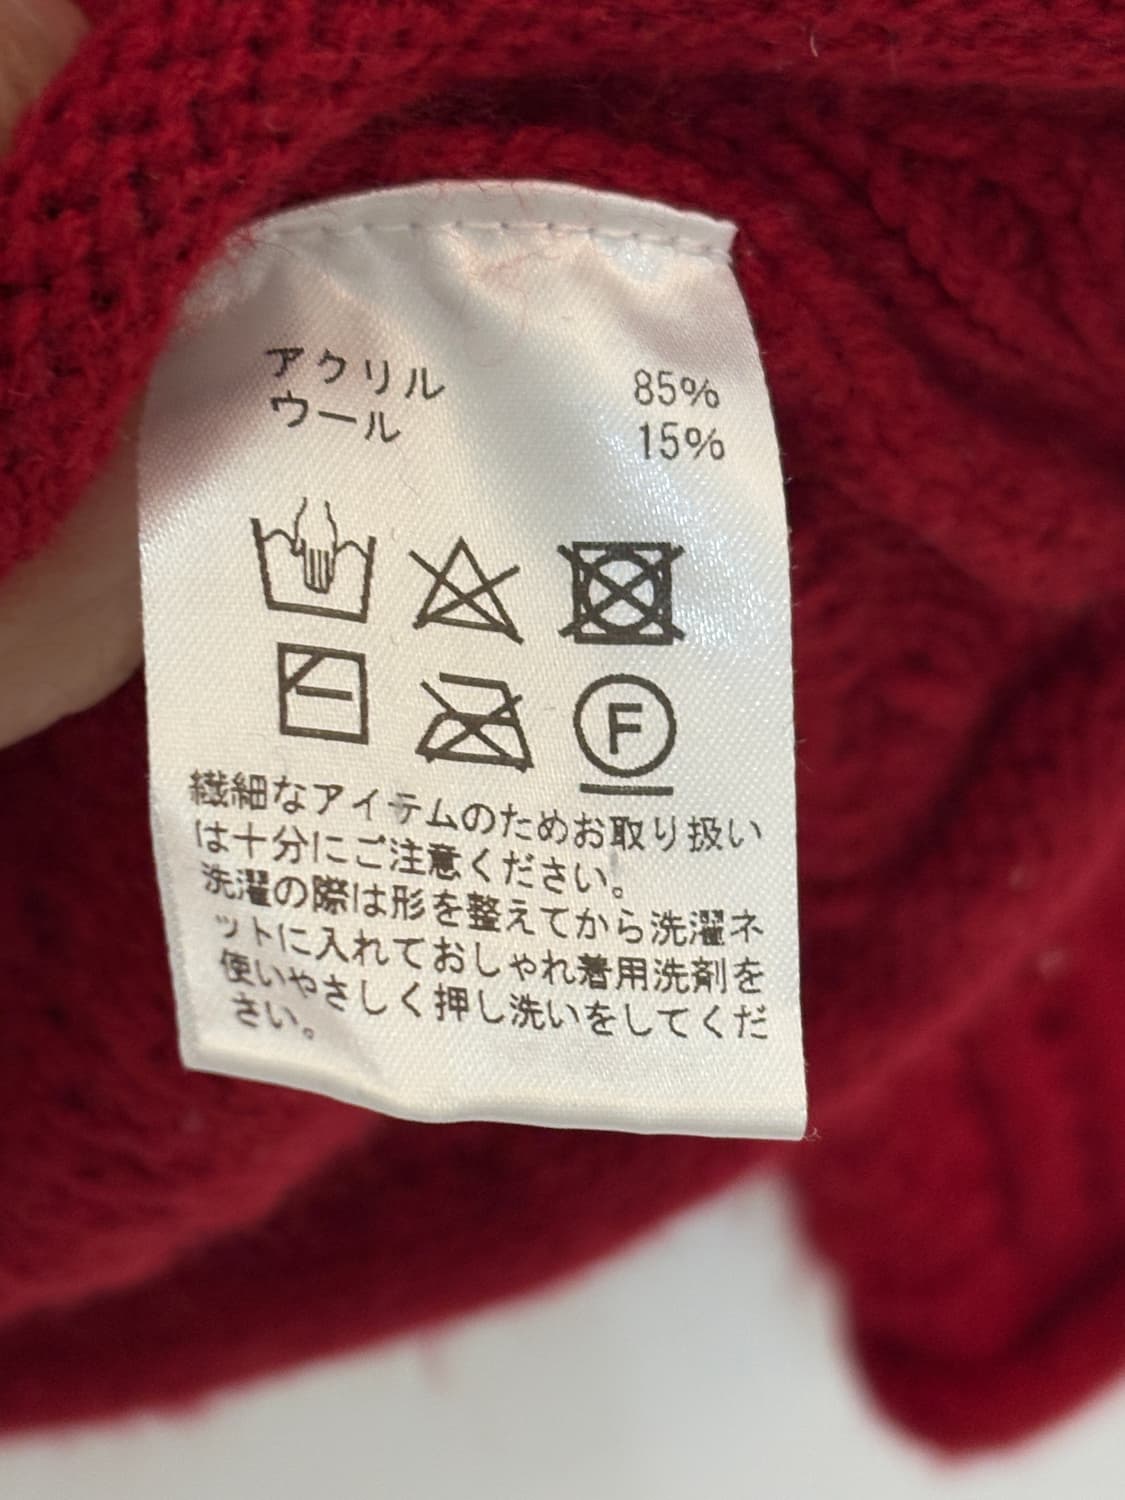 アクリル 85%
ウール 15%
F
繊細なアイテムのためお取り扱い
は十分にご注意ください。
洗濯の際は形を整えてから洗濯ネ
ットに入れておしゃれ着用洗剤を
使いやさしく押し洗いをしてくだ
さい。